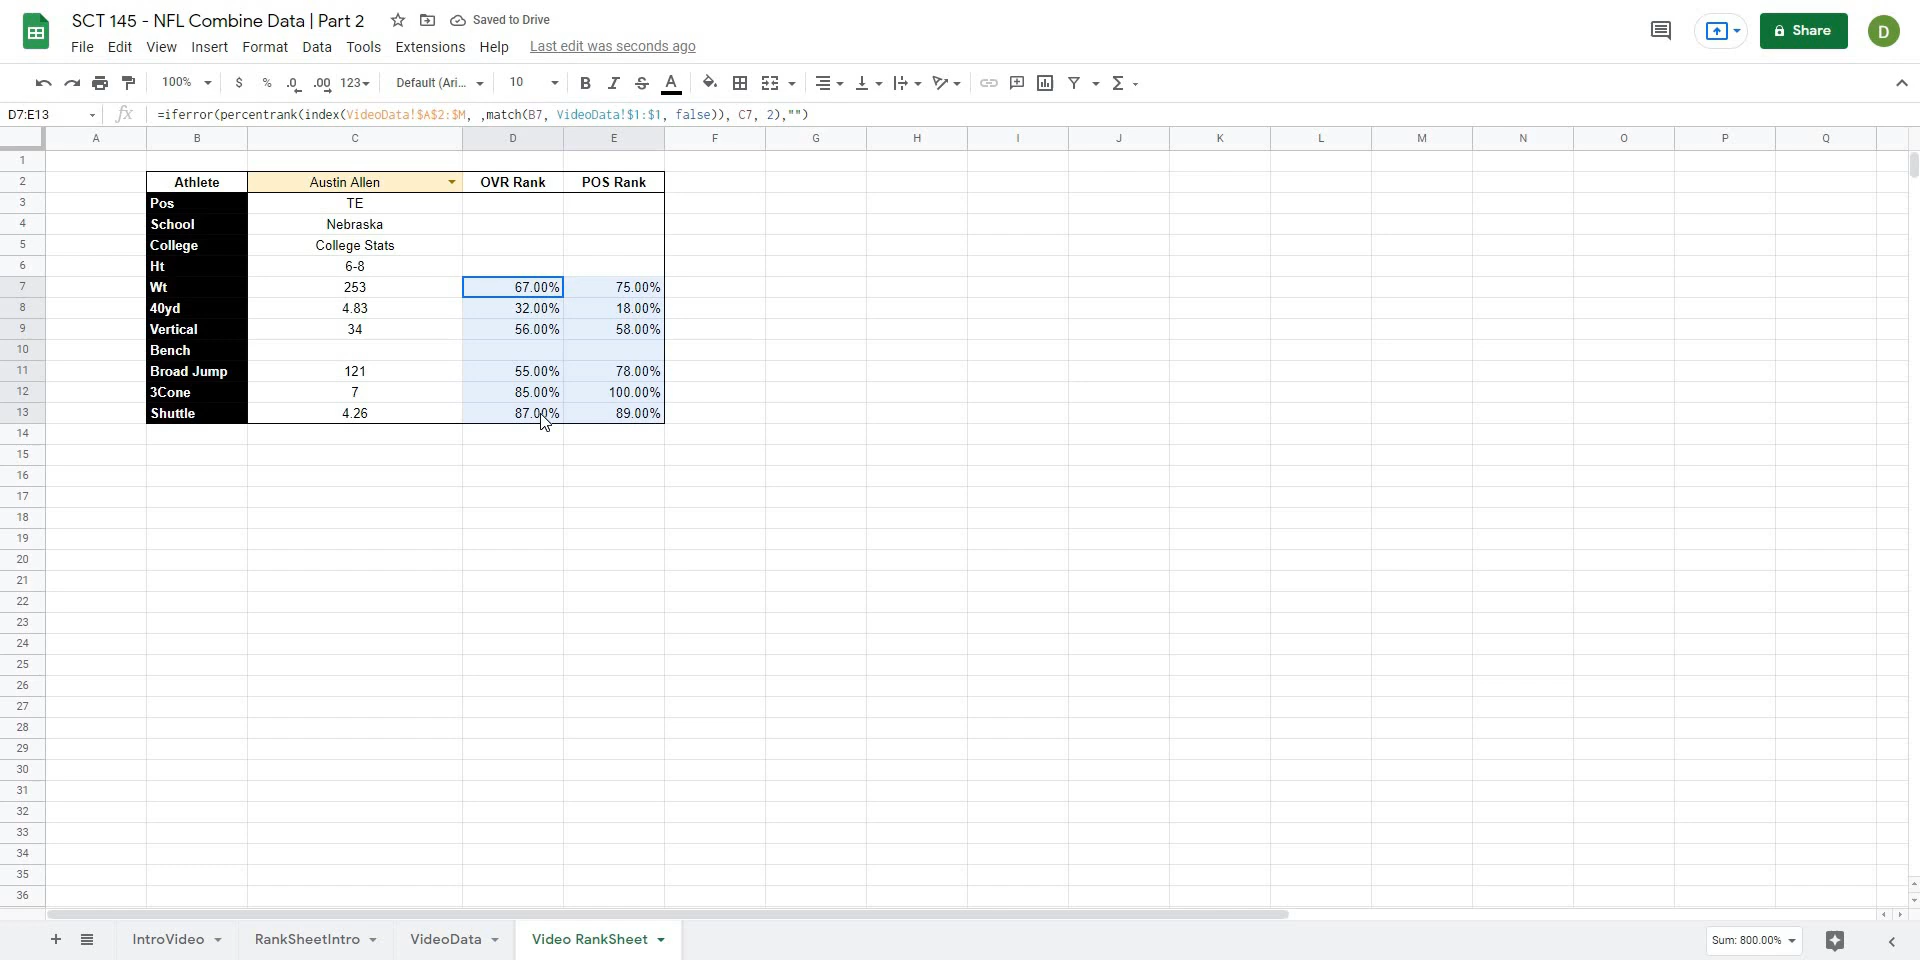 SCT 145 - NFL Combine Data | Part 2 Saved to Drive
File Edit View Insert Format Data Tools Extensions Help Last edit was seconds ago
Share
D
100% $ % .0 .00 123 Default (Ari... 10 B I S A Σ
D7:E13 fx =iferror(percentrank(index(VideoData!$A$2:$M, ,match(B7, VideoData!$1:$1, false)), C7, 2),"")
A B C D E F G H I J K L M N O P Q
1
2 Athlete Austin Allen OVR Rank POS Rank
3 Pos TE
4 School Nebraska
5 College College Stats
6 Ht 6-8
7 Wt 253 67.00% 75.00%
8 40yd 4.83 32.00% 18.00%
9 Vertical 34 56.00% 58.00%
10 Bench
11 Broad Jump 121 55.00% 78.00%
12 3Cone 7 85.00% 100.00%
13 Shuttle 4.26 87.00% 89.00%
14
15
16
17
18
19
20
21
22
23
24
25
26
27
28
29
30
31
32
33
34
35
36
IntroVideo RankSheetIntro VideoData Video RankSheet Sum: 800.00%